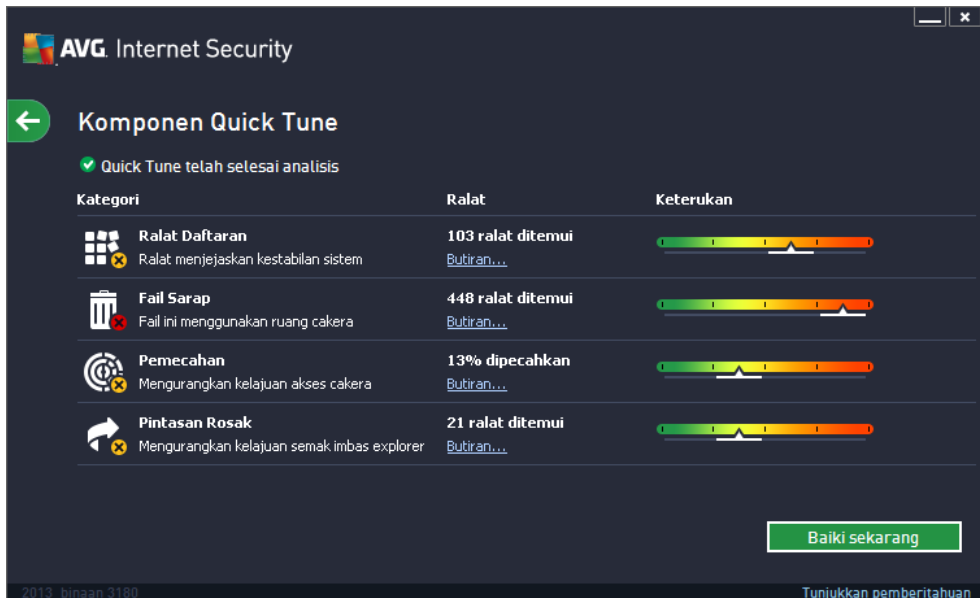 AVG. Internet Security
Komponen Quick Tune
Quick Tune telah selesai analisis
Kategori Ralat Keterukan
Ralat Daftaran 103 ralat ditemui
Ralat menjejaskan kestabilan sistem Butiran...
Fail Sarap 448 ralat ditemui
Fail ini menggunakan ruang cakera Butiran...
Pemecahan 13% dipecahkan
Mengurangkan kelajuan akses cakera Butiran...
Pintasan Rosak 21 ralat ditemui
Mengurangkan kelajuan semak imbas explorer Butiran...
Baiki sekarang
2013 binaan 3180 Tunjukkan pemberitahuan